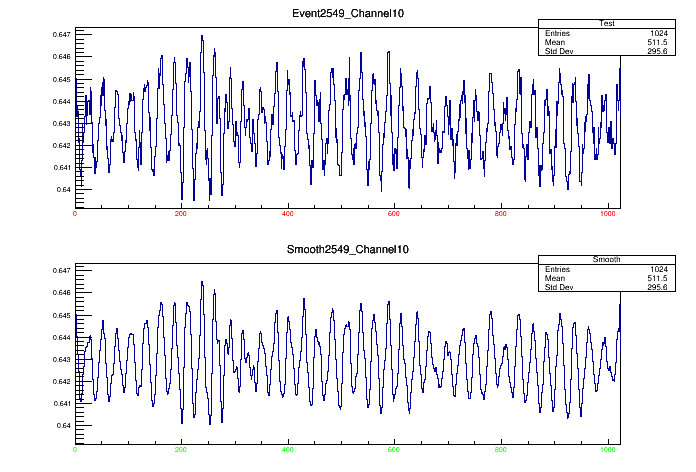 Event2549_Channel10
Test
Entries 1024
Mean 511.5
Std Dev 295.6
0.647
0.646
0.645
0.644
0.643
0.642
0.641
0.64
0 200 400 600 800 1000
Smooth2549_Channel10
Smooth
Entries 1024
Mean 511.5
Std Dev 295.6
0.647
0.646
0.645
0.644
0.643
0.642
0.641
0.64
0 200 400 600 800 1000